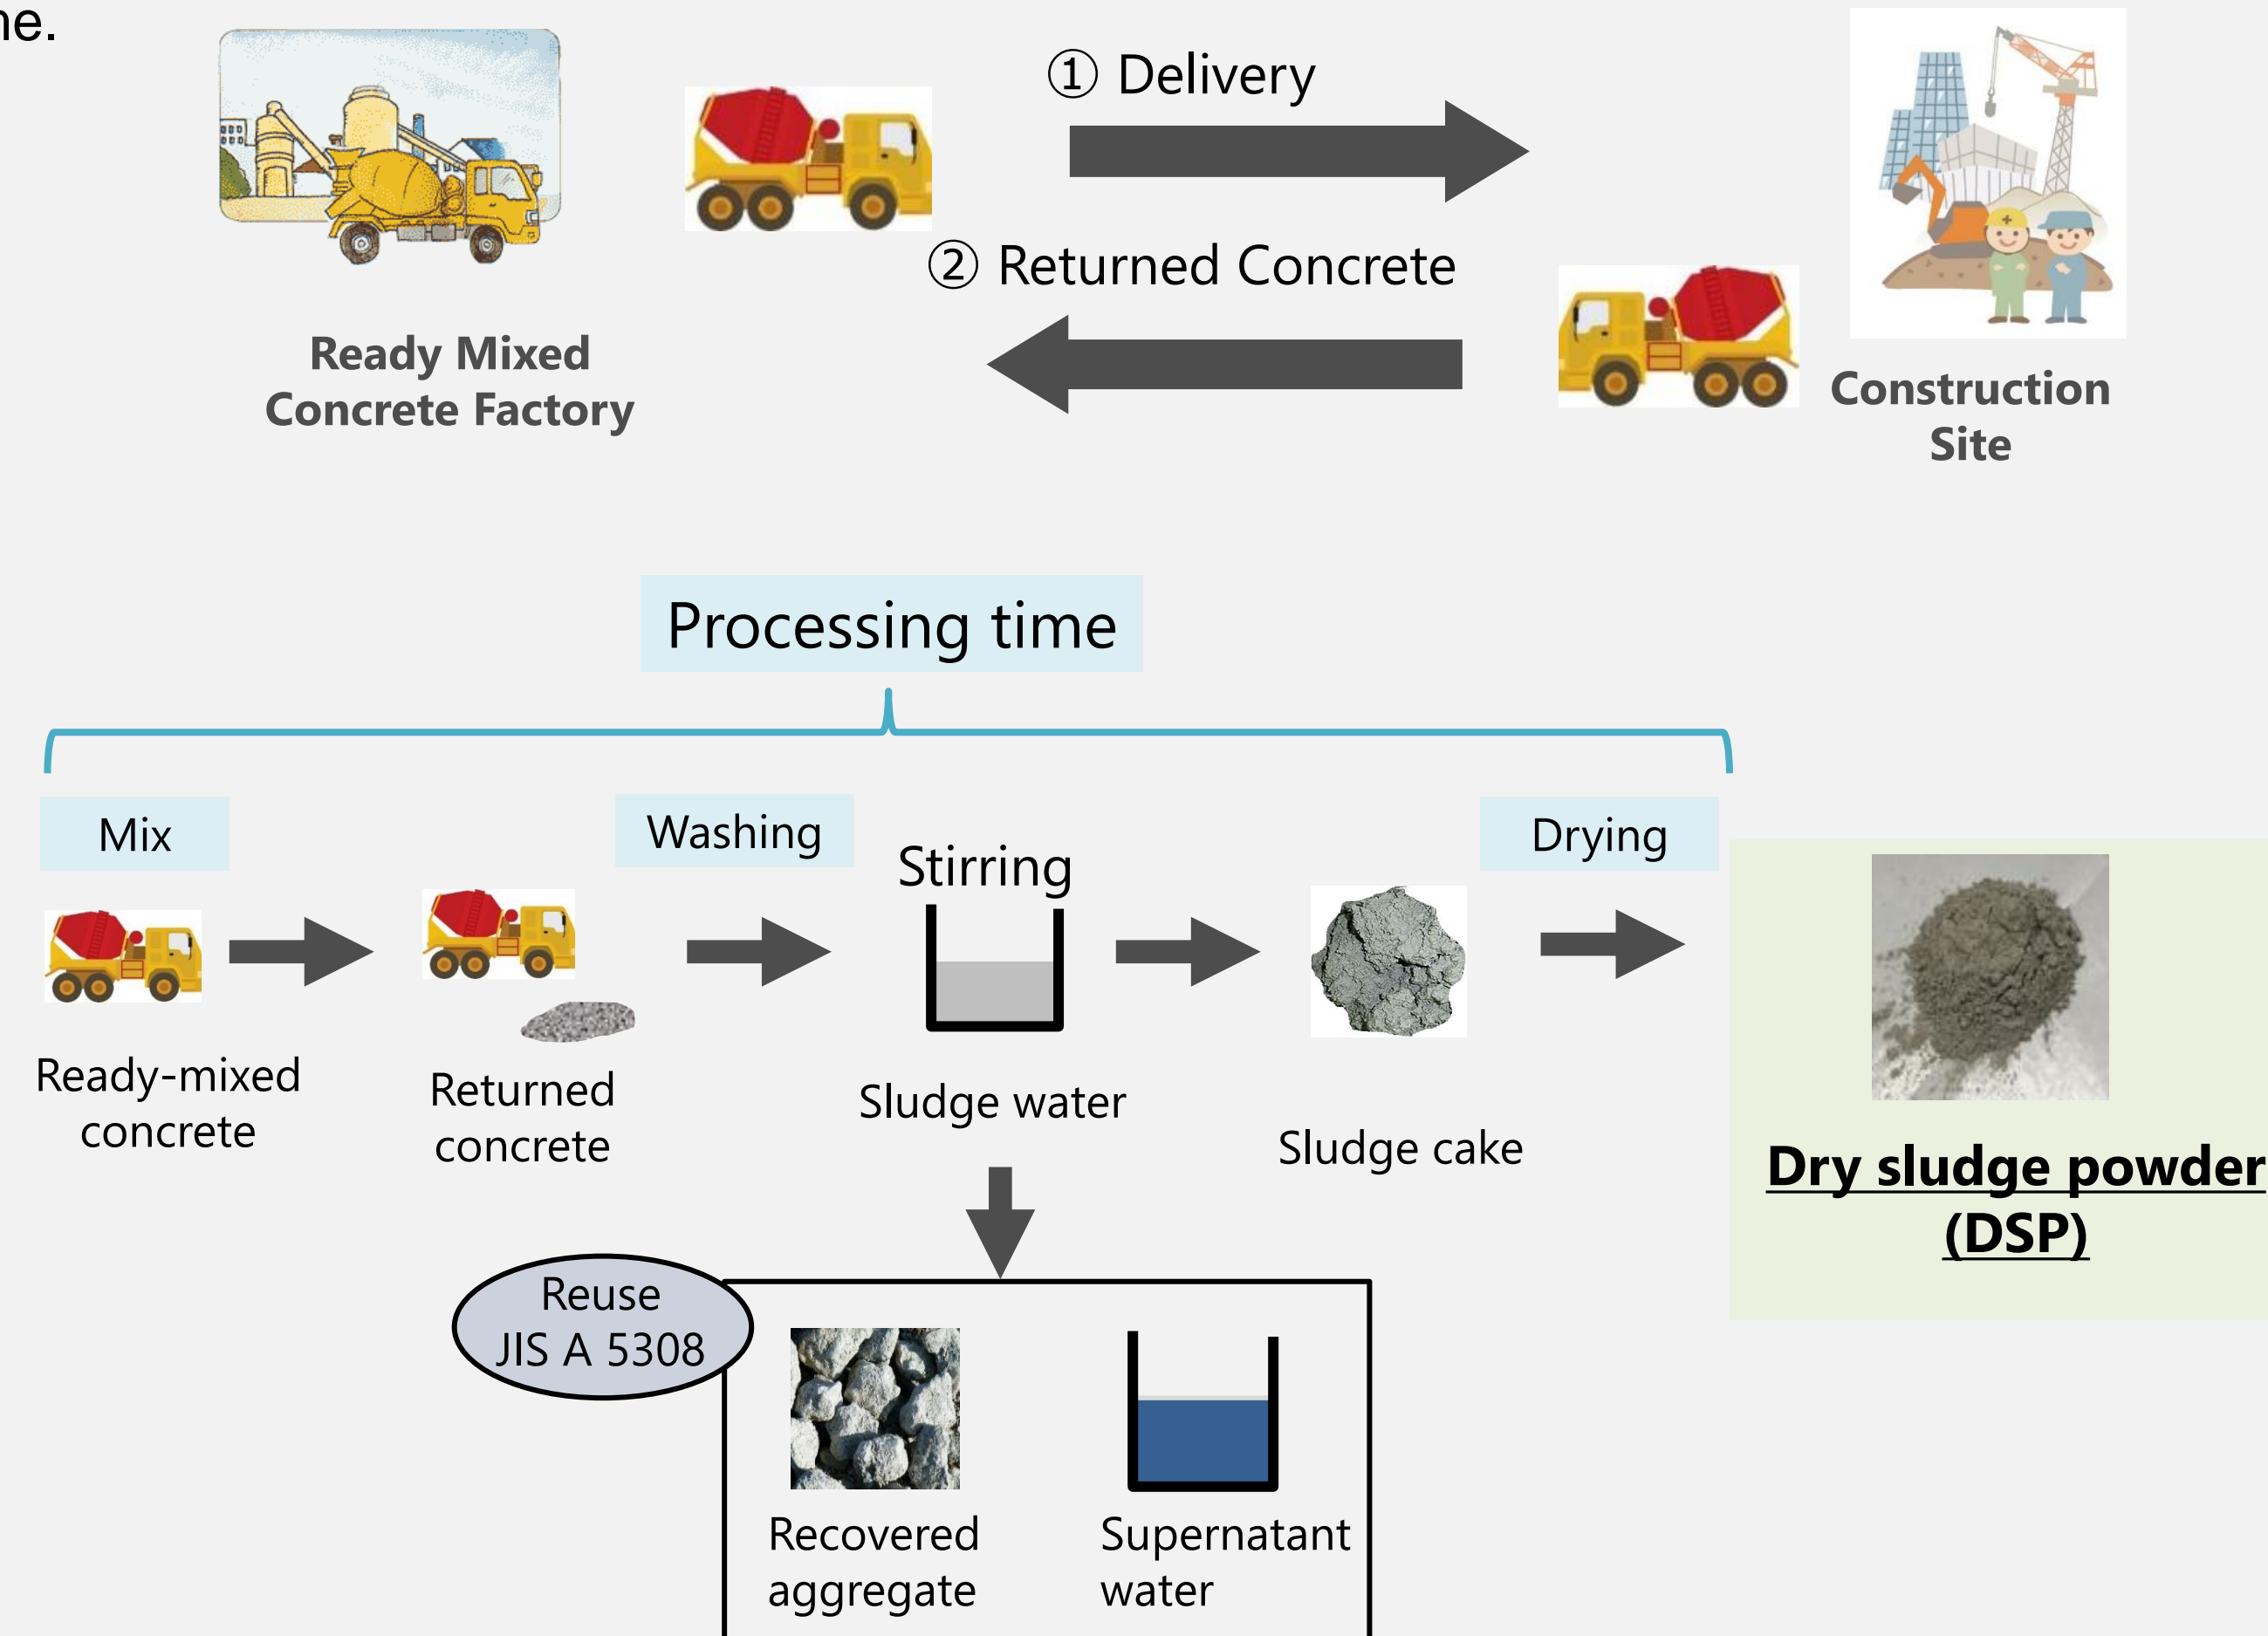 ① Delivery
② Returned Concrete
Ready Mixed
Concrete Factory
Construction
Site
Processing time
Mix
Washing
Stirring
Drying
Ready-mixed
concrete
Returned
concrete
Sludge water
Sludge cake
Dry sludge powder
(DSP)
Reuse
JIS A 5308
Recovered
aggregate
Supernatant
water